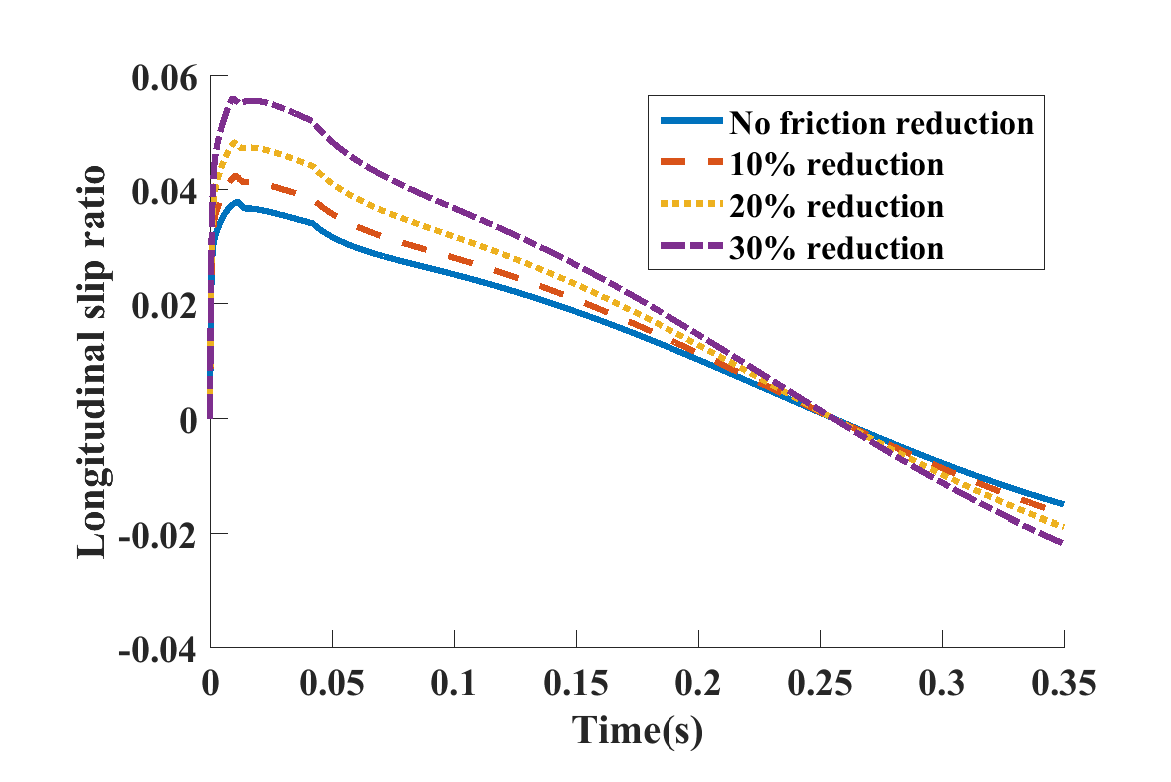 0.06
0.04
0.02
0
-0.02
-0.04
Longitudinal slip ratio
No friction reduction
10% reduction
20% reduction
30% reduction
0 0.05 0.1 0.15 0.2 0.25 0.3 0.35
Time(s)